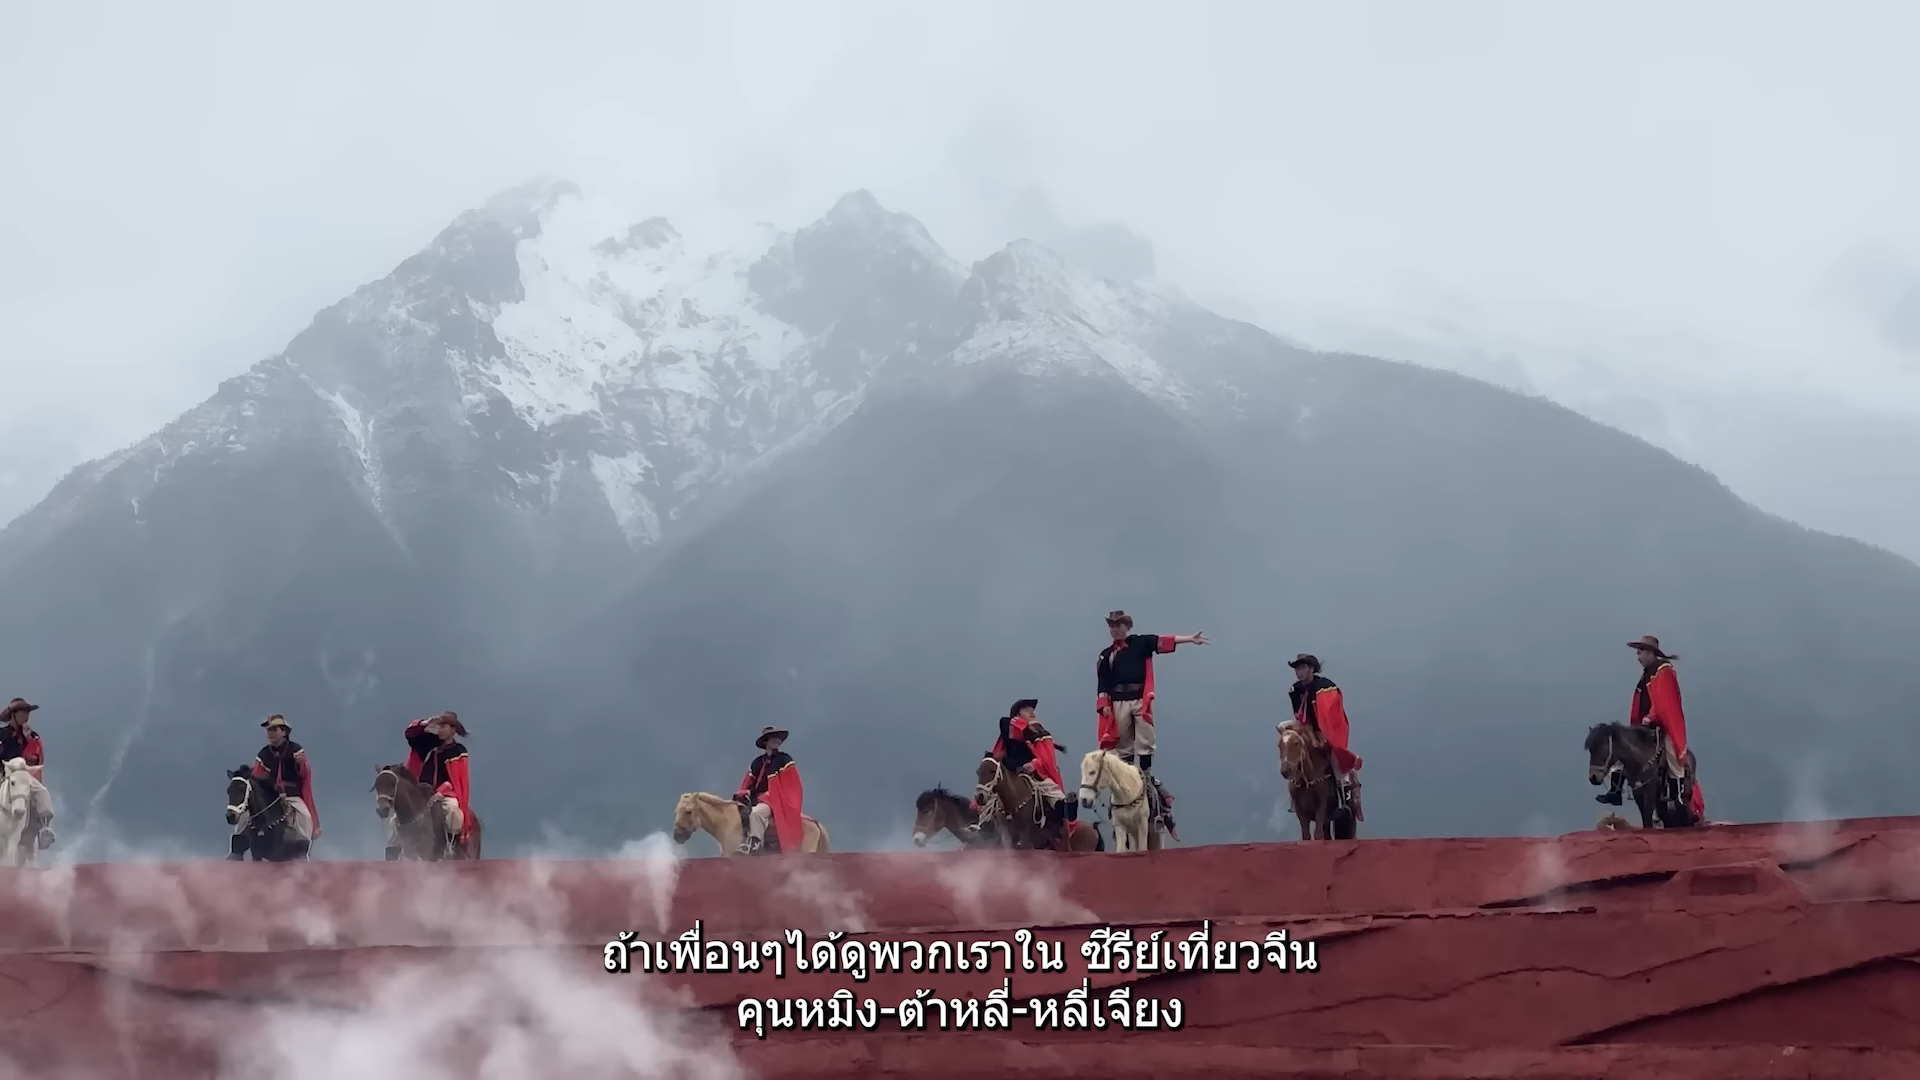 ถ้าเพื่อนๆได้ดูพวกเราใน ซีรีย์เที่ยวจีน
คุนหมิง-ต้าหลี่-หลี่เจียง